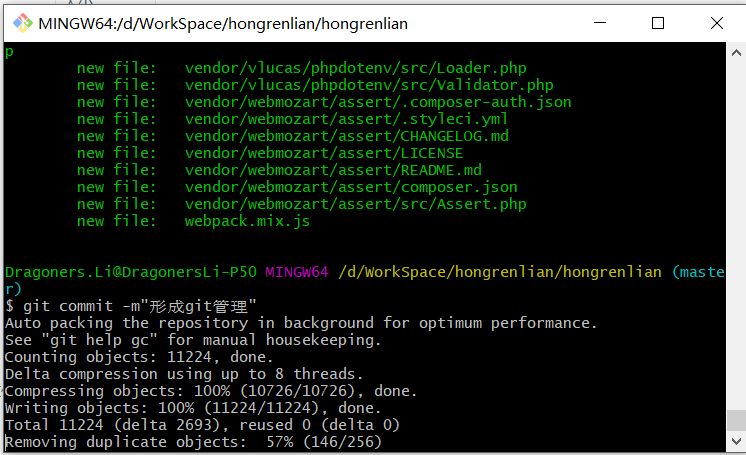 MINGW64:/d/WorkSpace/hongrenlian/hongrenlian
p
new file: vendor/vlucas/phpdotenv/src/Loader.php
new file: vendor/vlucas/phpdotenv/src/Validator.php
new file: vendor/webmozart/assert/.composer-auth.json
new file: vendor/webmozart/assert/.styleci.yml
new file: vendor/webmozart/assert/CHANGELOG.md
new file: vendor/webmozart/assert/LICENSE
new file: vendor/webmozart/assert/README.md
new file: vendor/webmozart/assert/composer.json
new file: vendor/webmozart/assert/src/Assert.php
new file: webpack.mix.js
Dragoners.Li@DragonersLi-P50 MINGW64 /d/WorkSpace/hongrenlian/hongrenlian (maste
r)
$ git commit -m"形成git管理"
Auto packing the repository in background for optimum performance.
See "git help gc" for manual housekeeping.
Counting objects: 11224, done.
Delta compression using up to 8 threads.
Compressing objects: 100% (10726/10726), done.
Writing objects: 100% (11224/11224), done.
Total 11224 (delta 2693), reused 0 (delta 0)
Removing duplicate objects:  57% (146/256)